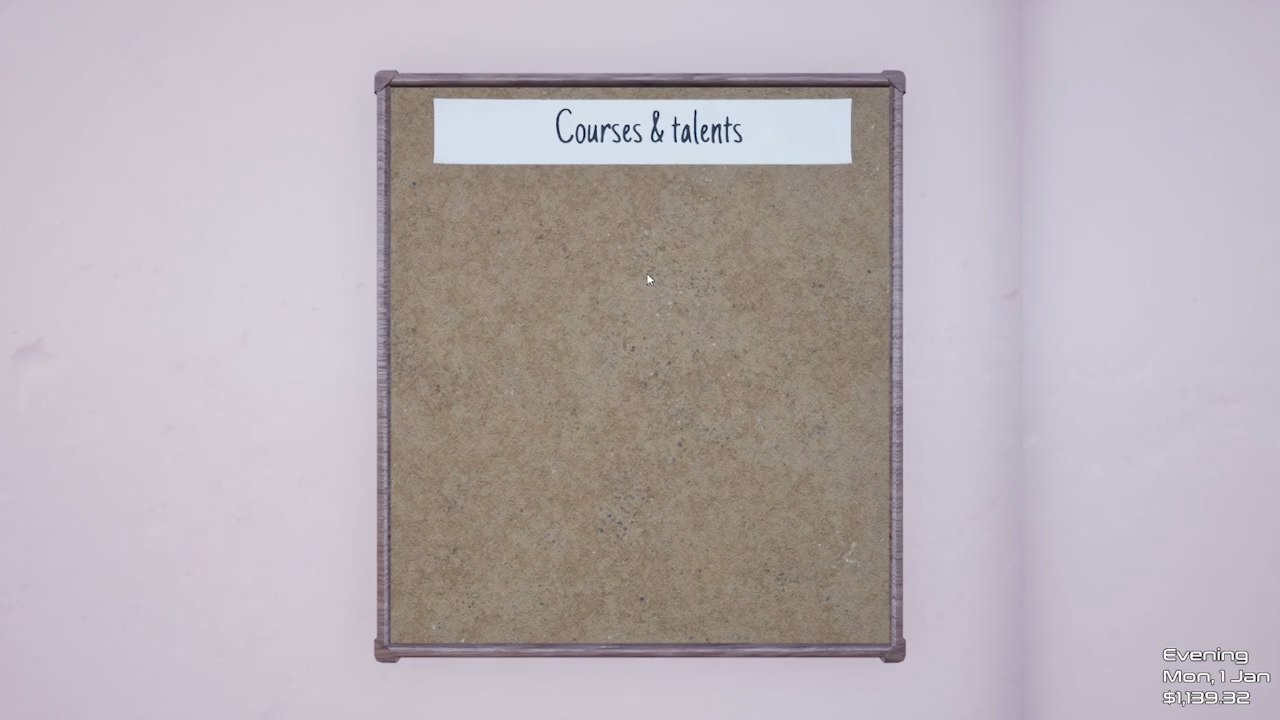 Courses & talents
Evening
Mon, 1 Jan
$1,139.32